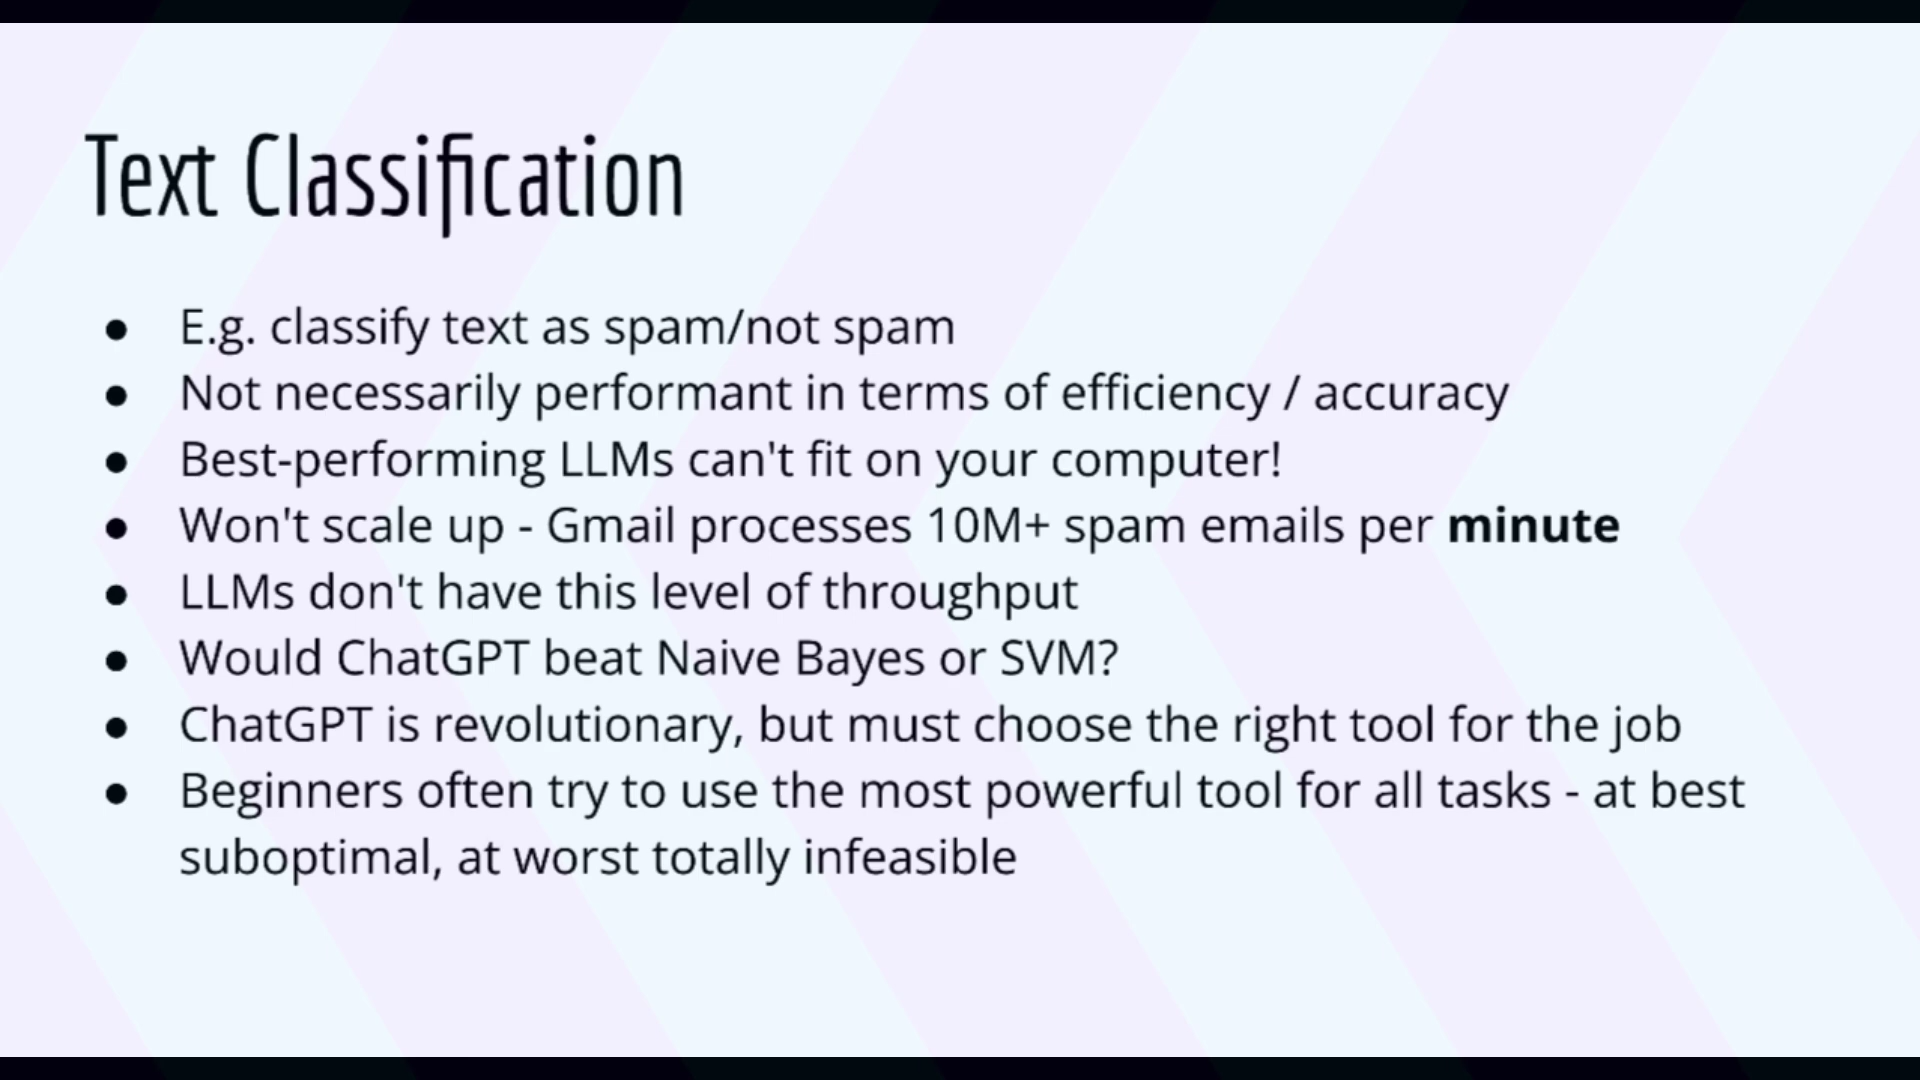 Text Classification
● E.g. classify text as spam/not spam
● Not necessarily performant in terms of efficiency / accuracy
● Best-performing LLMs can't fit on your computer!
● Won't scale up - Gmail processes 10M+ spam emails per minute
● LLMs don't have this level of throughput
● Would ChatGPT beat Naive Bayes or SVM?
● ChatGPT is revolutionary, but must choose the right tool for the job
● Beginners often try to use the most powerful tool for all tasks - at best
suboptimal, at worst totally infeasible